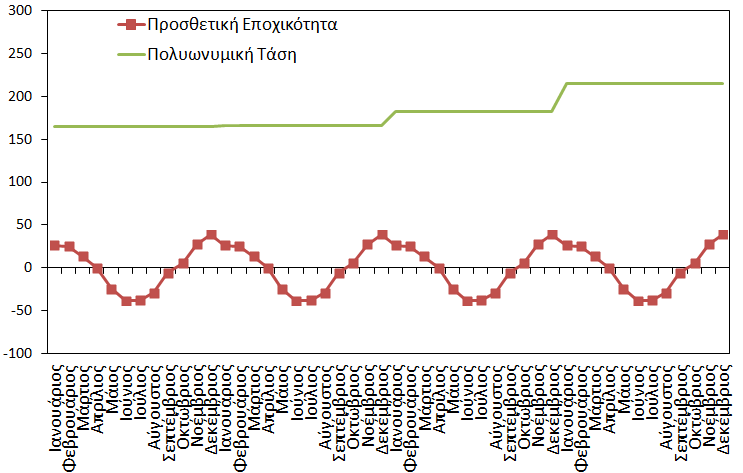 300
Προσθετική Εποχικότητα
250
Πολυωνυμική Τάση
200
150
100
50
0
-50
-100
Ιανουάριος
Φεβρουάριος
Μάρτιος
Απρίλιος
Μάιος
Ιούνιος
Ιούλιος
Αύγουστος
Σεπτέμβριος
Οκτώβριος
Νοέμβριος
Δεκέμβριος
Ιανουάριος
Φεβρουάριος
Μάρτιος
Απρίλιος
Μάιος
Ιούνιος
Ιούλιος
Αύγουστος
Σεπτέμβριος
Οκτώβριος
Νοέμβριος
Δεκέμβριος
Ιανουάριος
Φεβρουάριος
Μάρτιος
Απρίλιος
Μάιος
Ιούνιος
Ιούλιος
Αύγουστος
Σεπτέμβριος
Οκτώβριος
Νοέμβριος
Δεκέμβριος
Ιανουάριος
Φεβρουάριος
Μάρτιος
Απρίλιος
Μάιος
Ιούνιος
Ιούλιος
Αύγουστος
Σεπτέμβριος
Οκτώβριος
Νοέμβριος
Δεκέμβριος